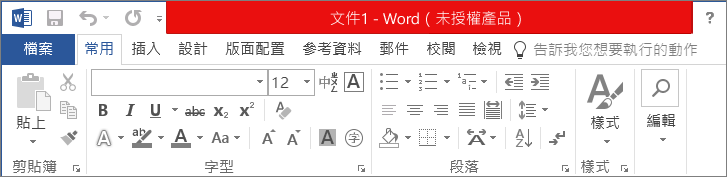 文件1 - Word ( 未授權產品 )
?
檔案 常用 插入 設計 版面配置 參考資料 郵件 校閱 檢視 告訴我您想要執行的動作
12
貼上 樣式 編輯
B I U abc x₂ x²
A A Aa A A A 字
剪貼簿 字型 段落 樣式